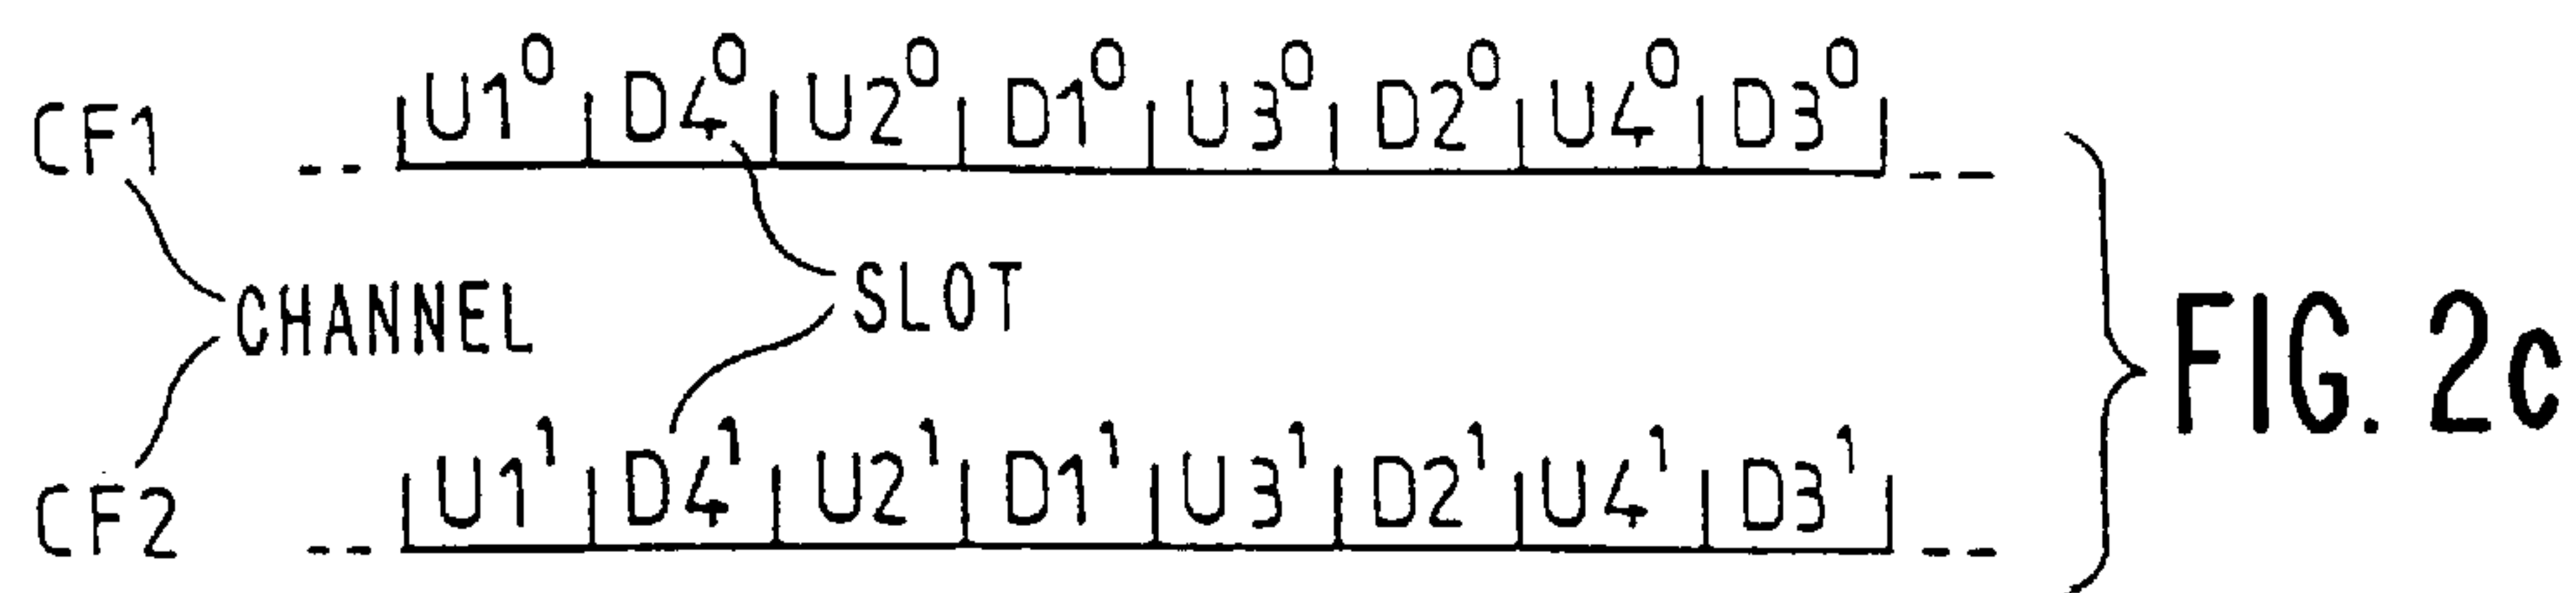 CF1 -- U1⁰ D4⁰ U2⁰ D1⁰ U3⁰ D2⁰ U4⁰ D3⁰ --
CHANNEL SLOT
CF2 -- U1¹ D4¹ U2¹ D1¹ U3¹ D2¹ U4¹ D3¹ --
FIG. 2c